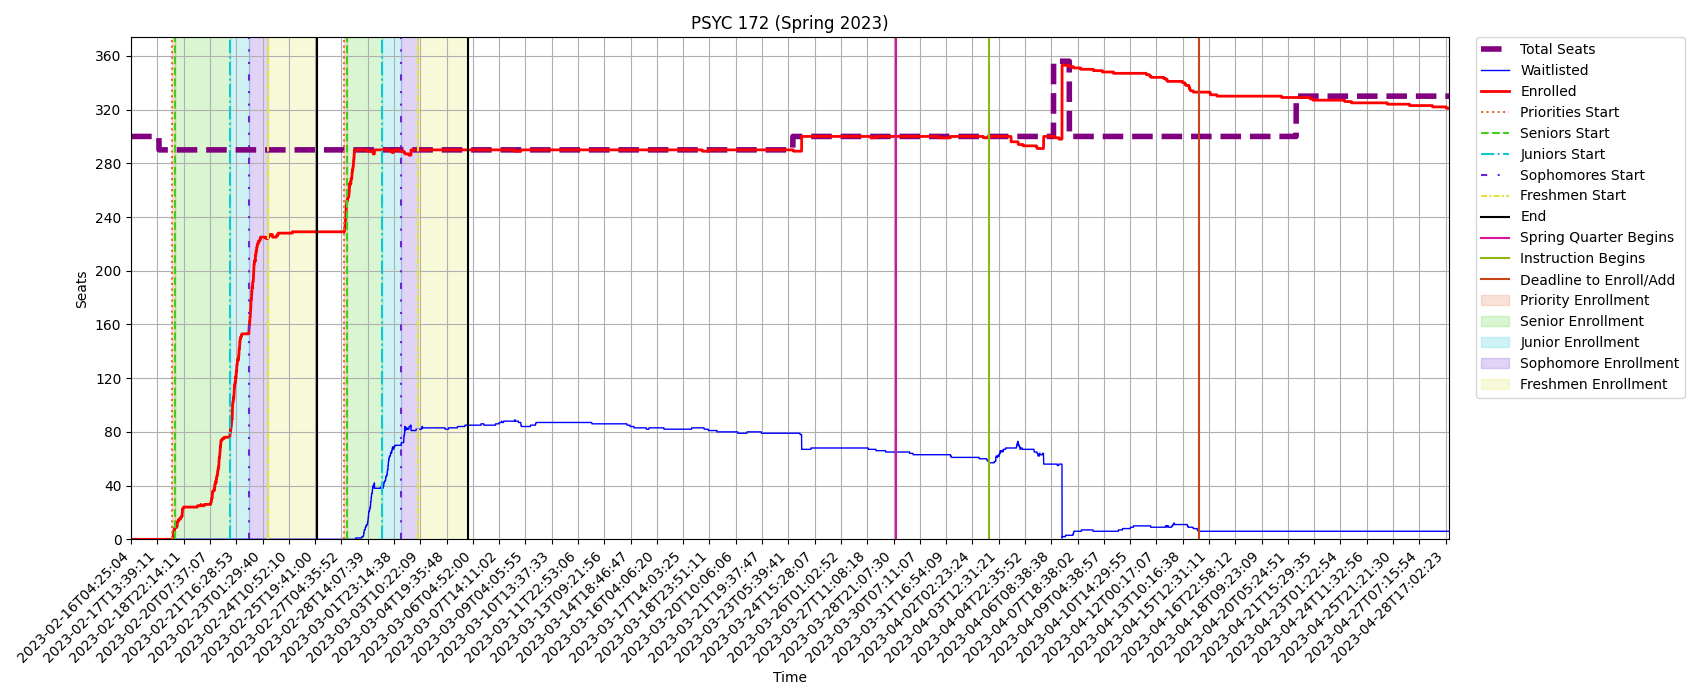 PSYC 172 (Spring 2023)
Seats
360
320
280
240
200
160
120
80
40
0
2023-02-16T04:25:04
2023-02-17T13:39:11
2023-02-18T22:14:11
2023-02-20T07:37:07
2023-02-21T16:28:53
2023-02-23T01:29:40
2023-02-24T10:52:10
2023-02-25T19:41:00
2023-02-27T04:35:52
2023-02-28T14:07:39
2023-03-01T23:14:38
2023-03-03T10:22:09
2023-03-04T19:35:48
2023-03-06T04:52:00
2023-03-07T14:11:02
2023-03-09T04:05:55
2023-03-10T13:37:33
2023-03-11T22:53:06
2023-03-13T09:21:56
2023-03-14T18:46:47
2023-03-16T04:06:20
2023-03-17T14:03:25
2023-03-18T23:51:11
2023-03-20T10:06:06
2023-03-21T19:37:47
2023-03-23T05:39:41
2023-03-24T15:28:07
2023-03-26T01:02:52
2023-03-27T11:08:18
2023-03-28T21:07:30
2023-03-30T07:11:07
2023-03-31T16:54:09
2023-04-02T02:23:24
2023-04-03T12:31:21
2023-04-04T22:35:52
2023-04-06T08:38:38
2023-04-07T18:38:02
2023-04-09T04:38:57
2023-04-10T14:29:55
2023-04-12T00:17:07
2023-04-13T10:16:38
2023-04-15T12:31:11
2023-04-16T22:58:12
2023-04-18T09:23:09
2023-04-20T05:24:51
2023-04-21T15:29:35
2023-04-23T01:22:54
2023-04-24T11:32:56
2023-04-25T21:21:30
2023-04-27T07:15:54
2023-04-28T17:02:23
Time
Total Seats
Waitlisted
Enrolled
Priorities Start
Seniors Start
Juniors Start
Sophomores Start
Freshmen Start
End
Spring Quarter Begins
Instruction Begins
Deadline to Enroll/Add
Priority Enrollment
Senior Enrollment
Junior Enrollment
Sophomore Enrollment
Freshmen Enrollment